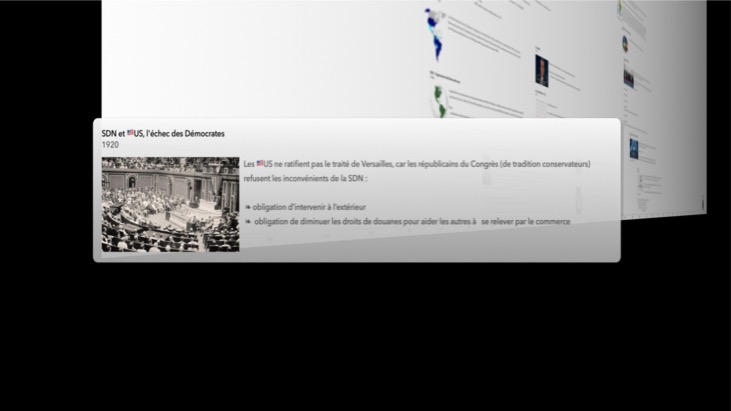 SDN et 🇺🇸US, l'échec des Démocrates
1920
Les 🇺🇸US ne ratifient pas le traité de Versailles, car les républicains du Congrès (de tradition conservateurs)
refusent les inconvénients de la SDN :
❧ obligation d'intervenir à l'extérieur
❧ obligation de diminuer les droits de douanes pour aider les autres à se relever par le commerce